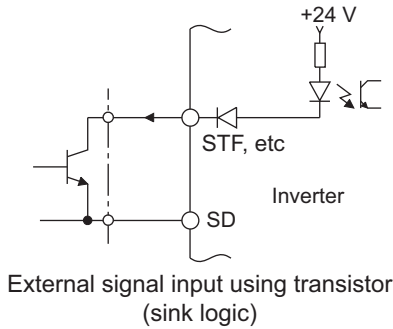 +24 V
STF, etc
Inverter
SD
External signal input using transistor
(sink logic)